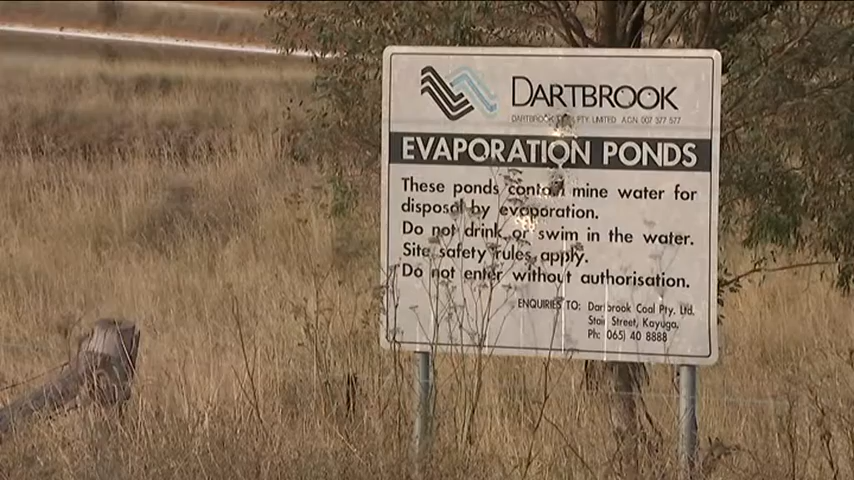 DARTBROOK
DARTBROOK COAL PTY. LIMITED A.C.N. 007 377 577
EVAPORATION PONDS
These ponds contain mine water for
disposal by evaporation.
Do not drink or swim in the water.
Site safety rules apply.
Do not enter without authorisation.
ENQUIRIES TO: Dartbrook Coal Pty. Ltd.
Stair Street, Kayuga.
Ph: 065) 40 8888